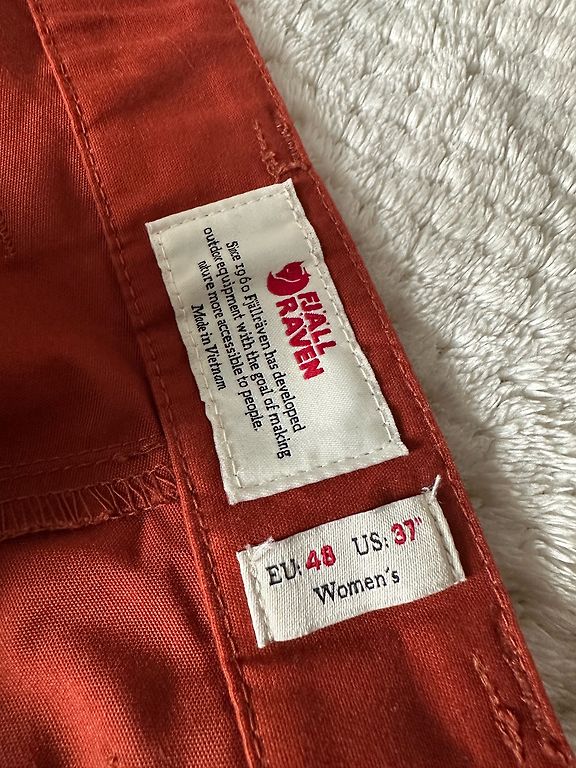 FJÄLL
RÄVEN
Since 1960 Fjällräven has developed
outdoor equipment with the goal of making
nature more accessible to people.
Made in Vietnam
EU: 48 US: 37"
Women's